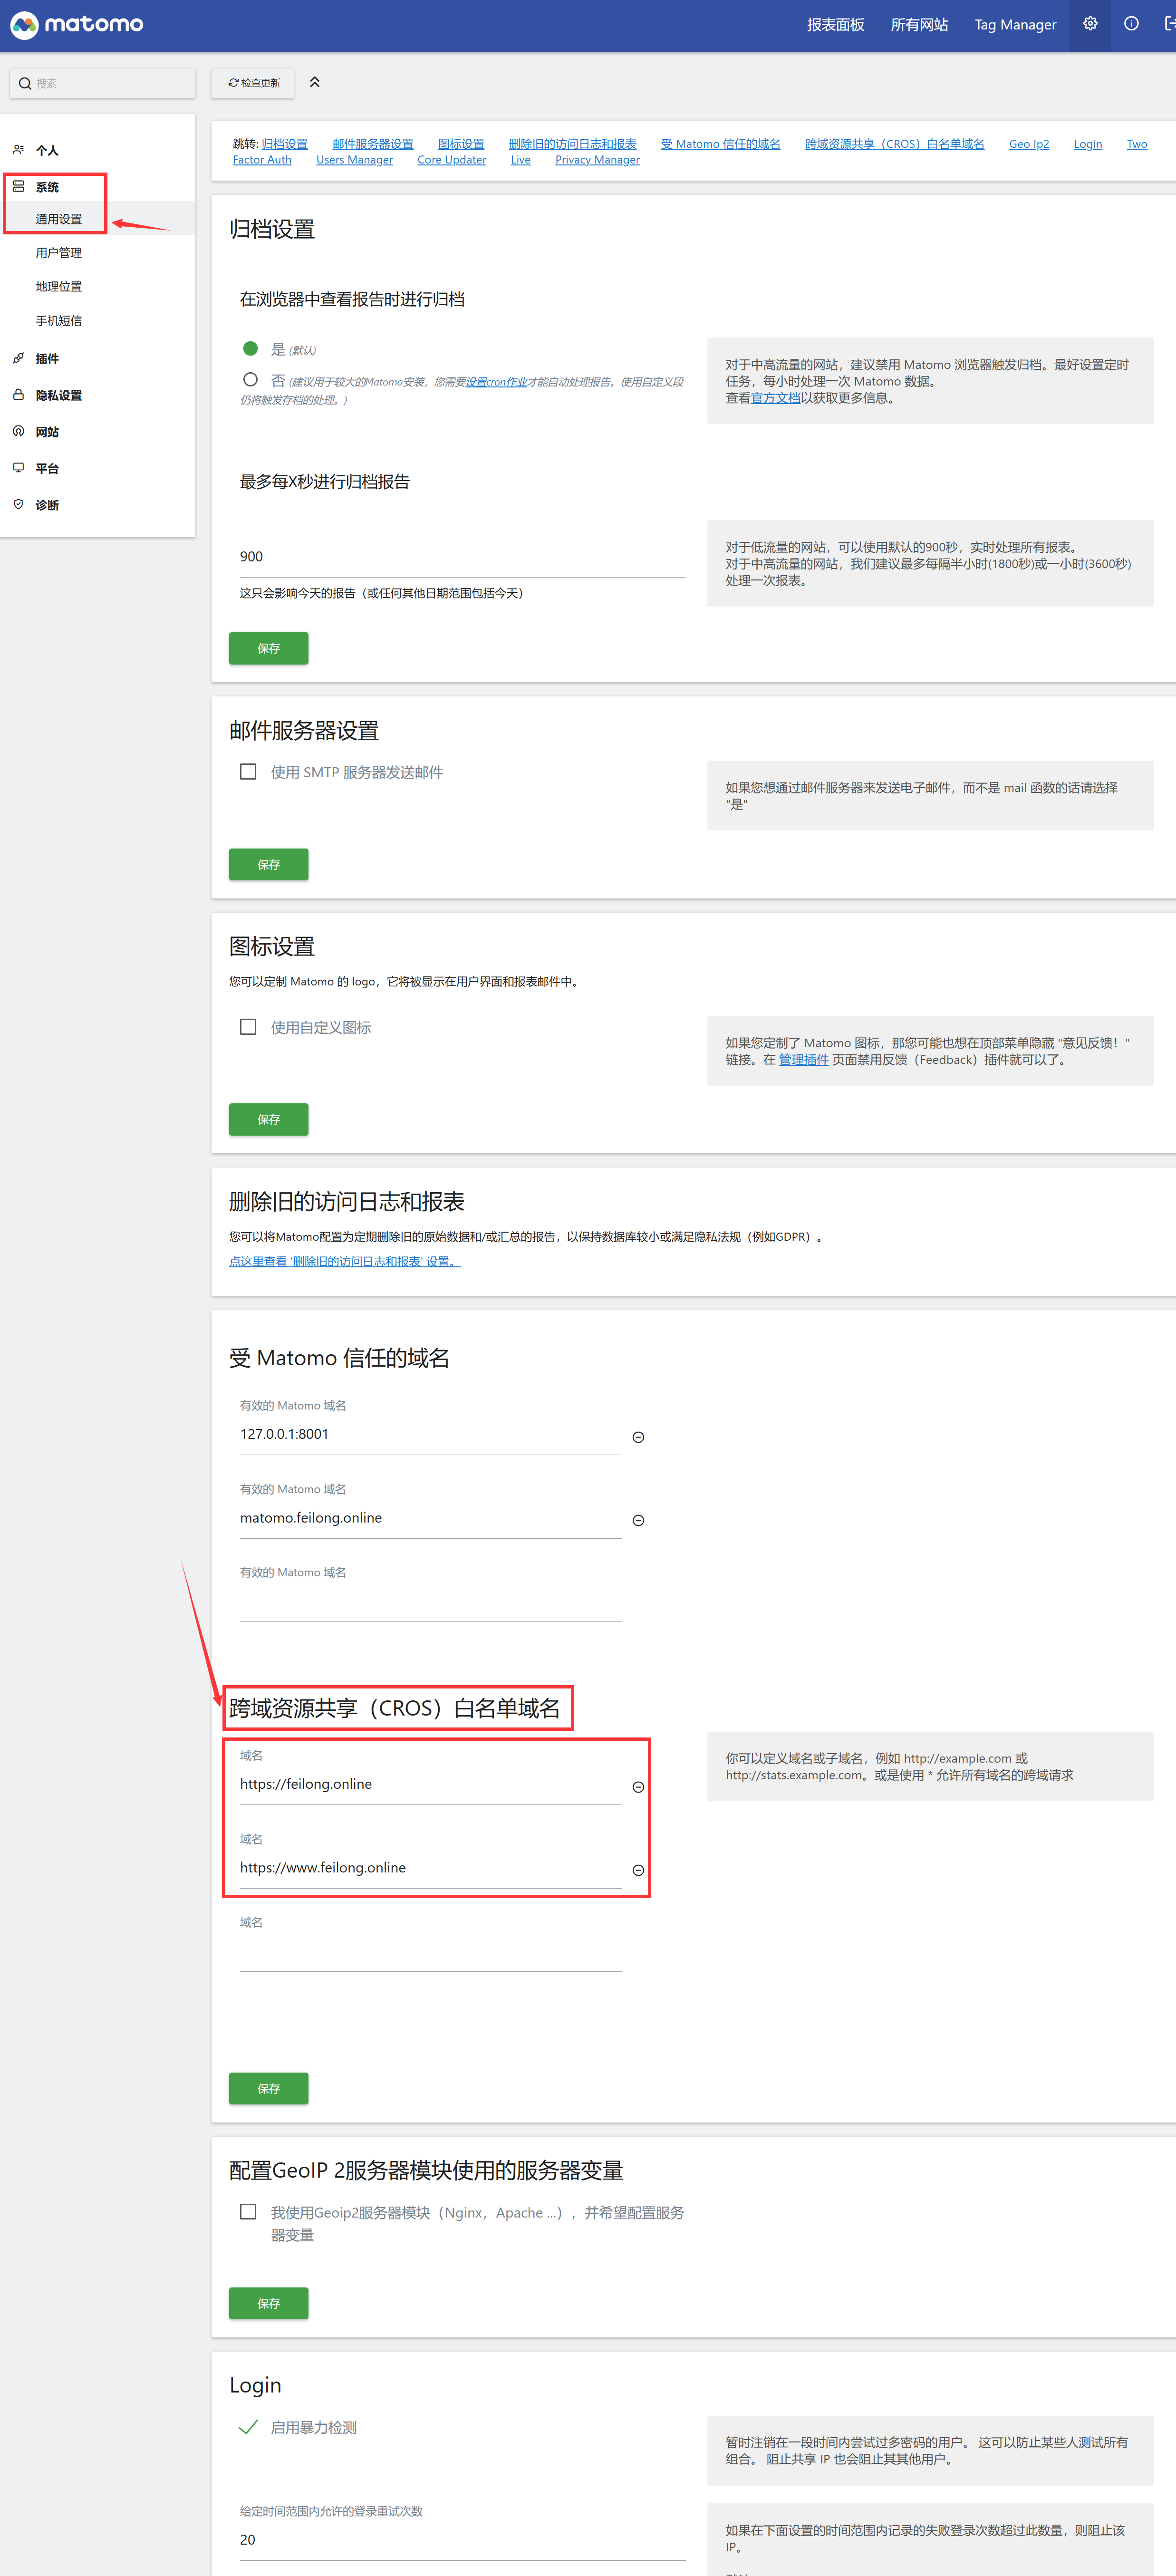 matomo
报表面板 所有网站 Tag Manager
搜索
检查更新
个人
系统
通用设置
用户管理
地理位置
手机短信
插件
隐私设置
网站
平台
诊断
跳转: 归档设置 邮件服务器设置 图标设置 删除旧的访问日志和报表 受 Matomo 信任的域名 跨域资源共享（CROS）白名单域名 Geo Ip2 Login Two
Factor Auth Users Manager Core Updater Live Privacy Manager
归档设置
在浏览器中查看报告时进行归档
是 (默认)
否 (建议用于较大的Matomo安装，您需要设置cron作业才能自动处理报告。使用自定义段
仍将触发存档的处理。)
对于中高流量的网站，建议禁用 Matomo 浏览器触发归档。最好设置定时
任务，每小时处理一次 Matomo 数据。
查看官方文档以获取更多信息。
最多每X秒进行归档报告
900
这只会影响今天的报告（或任何其他日期范围包括今天）
对于低流量的网站，可以使用默认的900秒，实时处理所有报表。
对于中高流量的网站，我们建议最多每隔半小时(1800秒)或一小时(3600秒)
处理一次报表。
保存
邮件服务器设置
使用 SMTP 服务器发送邮件
如果您想通过邮件服务器来发送电子邮件，而不是 mail 函数的话请选择
"是"
保存
图标设置
您可以定制 Matomo 的 logo，它将被显示在用户界面和报表邮件中。
使用自定义图标
如果您定制了 Matomo 图标，那您可能也想在顶部菜单隐藏 "意见反馈！"
链接。在 管理插件 页面禁用反馈（Feedback）插件就可以了。
保存
删除旧的访问日志和报表
您可以将Matomo配置为定期删除旧的原始数据和/或汇总的报告，以保持数据库较小或满足隐私法规（例如GDPR）。
点这里查看 '删除旧的访问日志和报表' 设置。
受 Matomo 信任的域名
有效的 Matomo 域名
127.0.0.1:8001
有效的 Matomo 域名
matomo.feilong.online
有效的 Matomo 域名
跨域资源共享（CROS）白名单域名
域名
https://feilong.online
域名
https://www.feilong.online
域名
你可以定义域名或子域名，例如 http://example.com 或
http://stats.example.com。或是使用 * 允许所有域名的跨域请求
保存
配置GeoIP 2服务器模块使用的服务器变量
我使用Geoip2服务器模块（Nginx，Apache ...），并希望配置服务
器变量
保存
Login
启用暴力检测
暂时注销在一段时间内尝试过多密码的用户。 这可以防止某些人测试所有
组合。 阻止共享 IP 也会阻止其其他用户。
给定时间范围内允许的登录重试次数
20
如果在下面设置的时间范围内记录的失败登录次数超过此数量，则阻止该
IP。